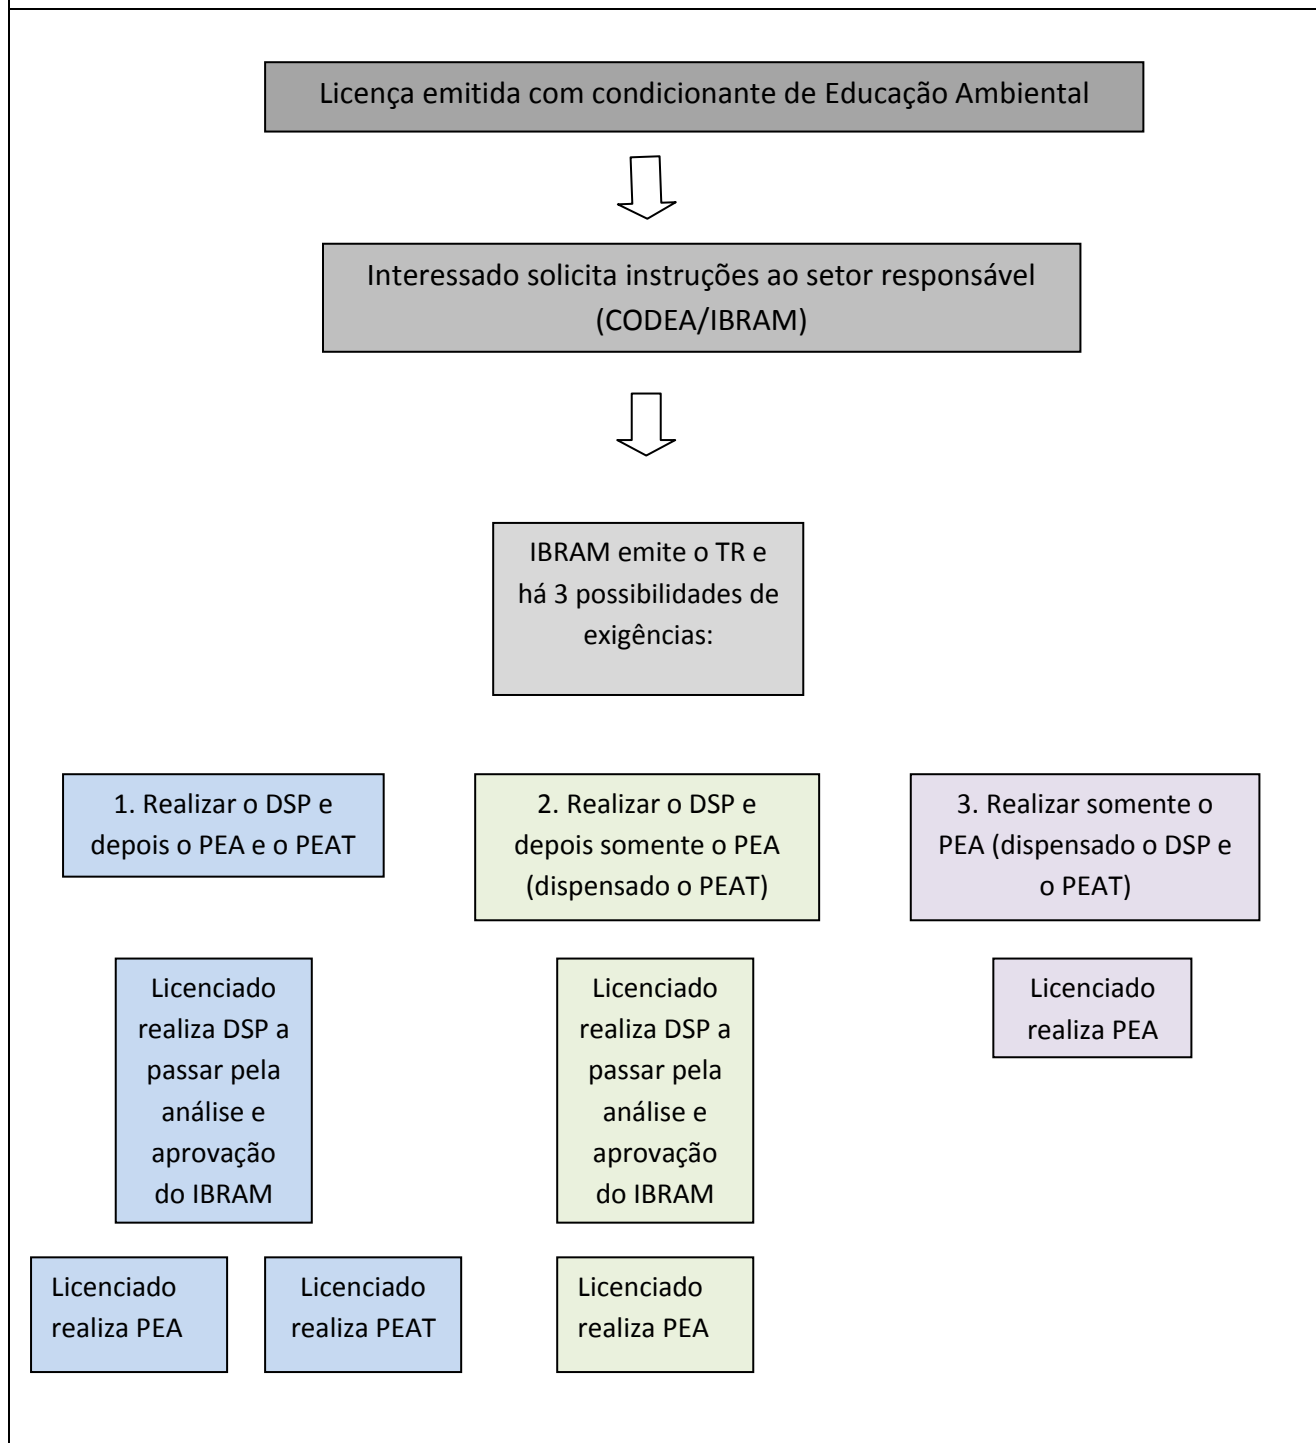 Licença emitida com condicionante de Educação Ambiental
Interessado solicita instruções ao setor responsável
(CODEA/IBRAM)
IBRAM emite o TR e
há 3 possibilidades de
exigências:
1. Realizar o DSP e
depois o PEA e o PEAT
2. Realizar o DSP e
depois somente o PEA
(dispensado o PEAT)
3. Realizar somente o
PEA (dispensado o DSP e
o PEAT)
Licenciado
realiza DSP a
passar pela
análise e
aprovação
do IBRAM
Licenciado
realiza DSP a
passar pela
análise e
aprovação
do IBRAM
Licenciado
realiza PEA
Licenciado
realiza PEA
Licenciado
realiza PEAT
Licenciado
realiza PEA